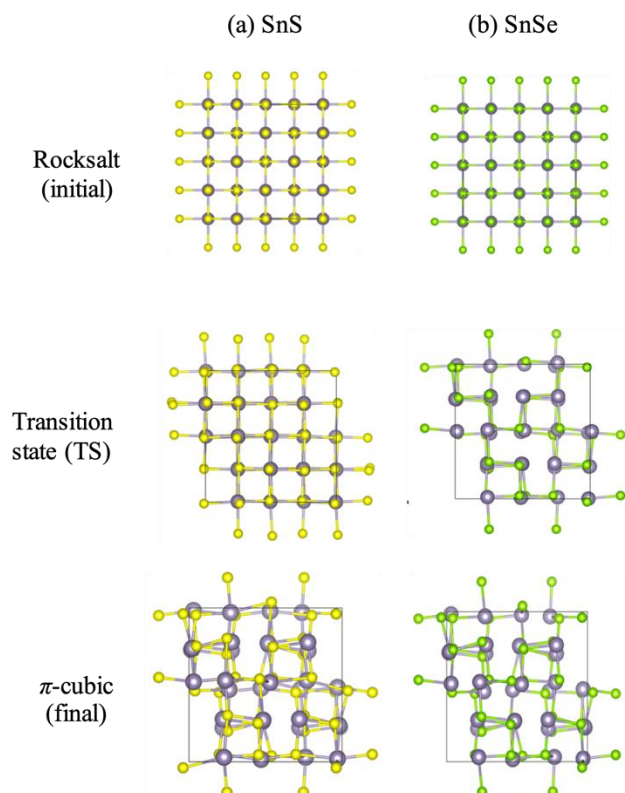 (a) SnS
(b) SnSe
Rocksalt
(initial)
Transition
state (TS)
π-cubic
(final)